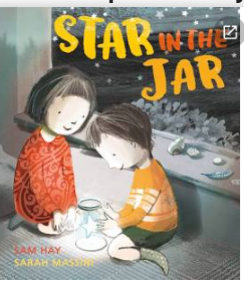 STAR IN THE
JAR
SAM HAY
SARAH MASSINI